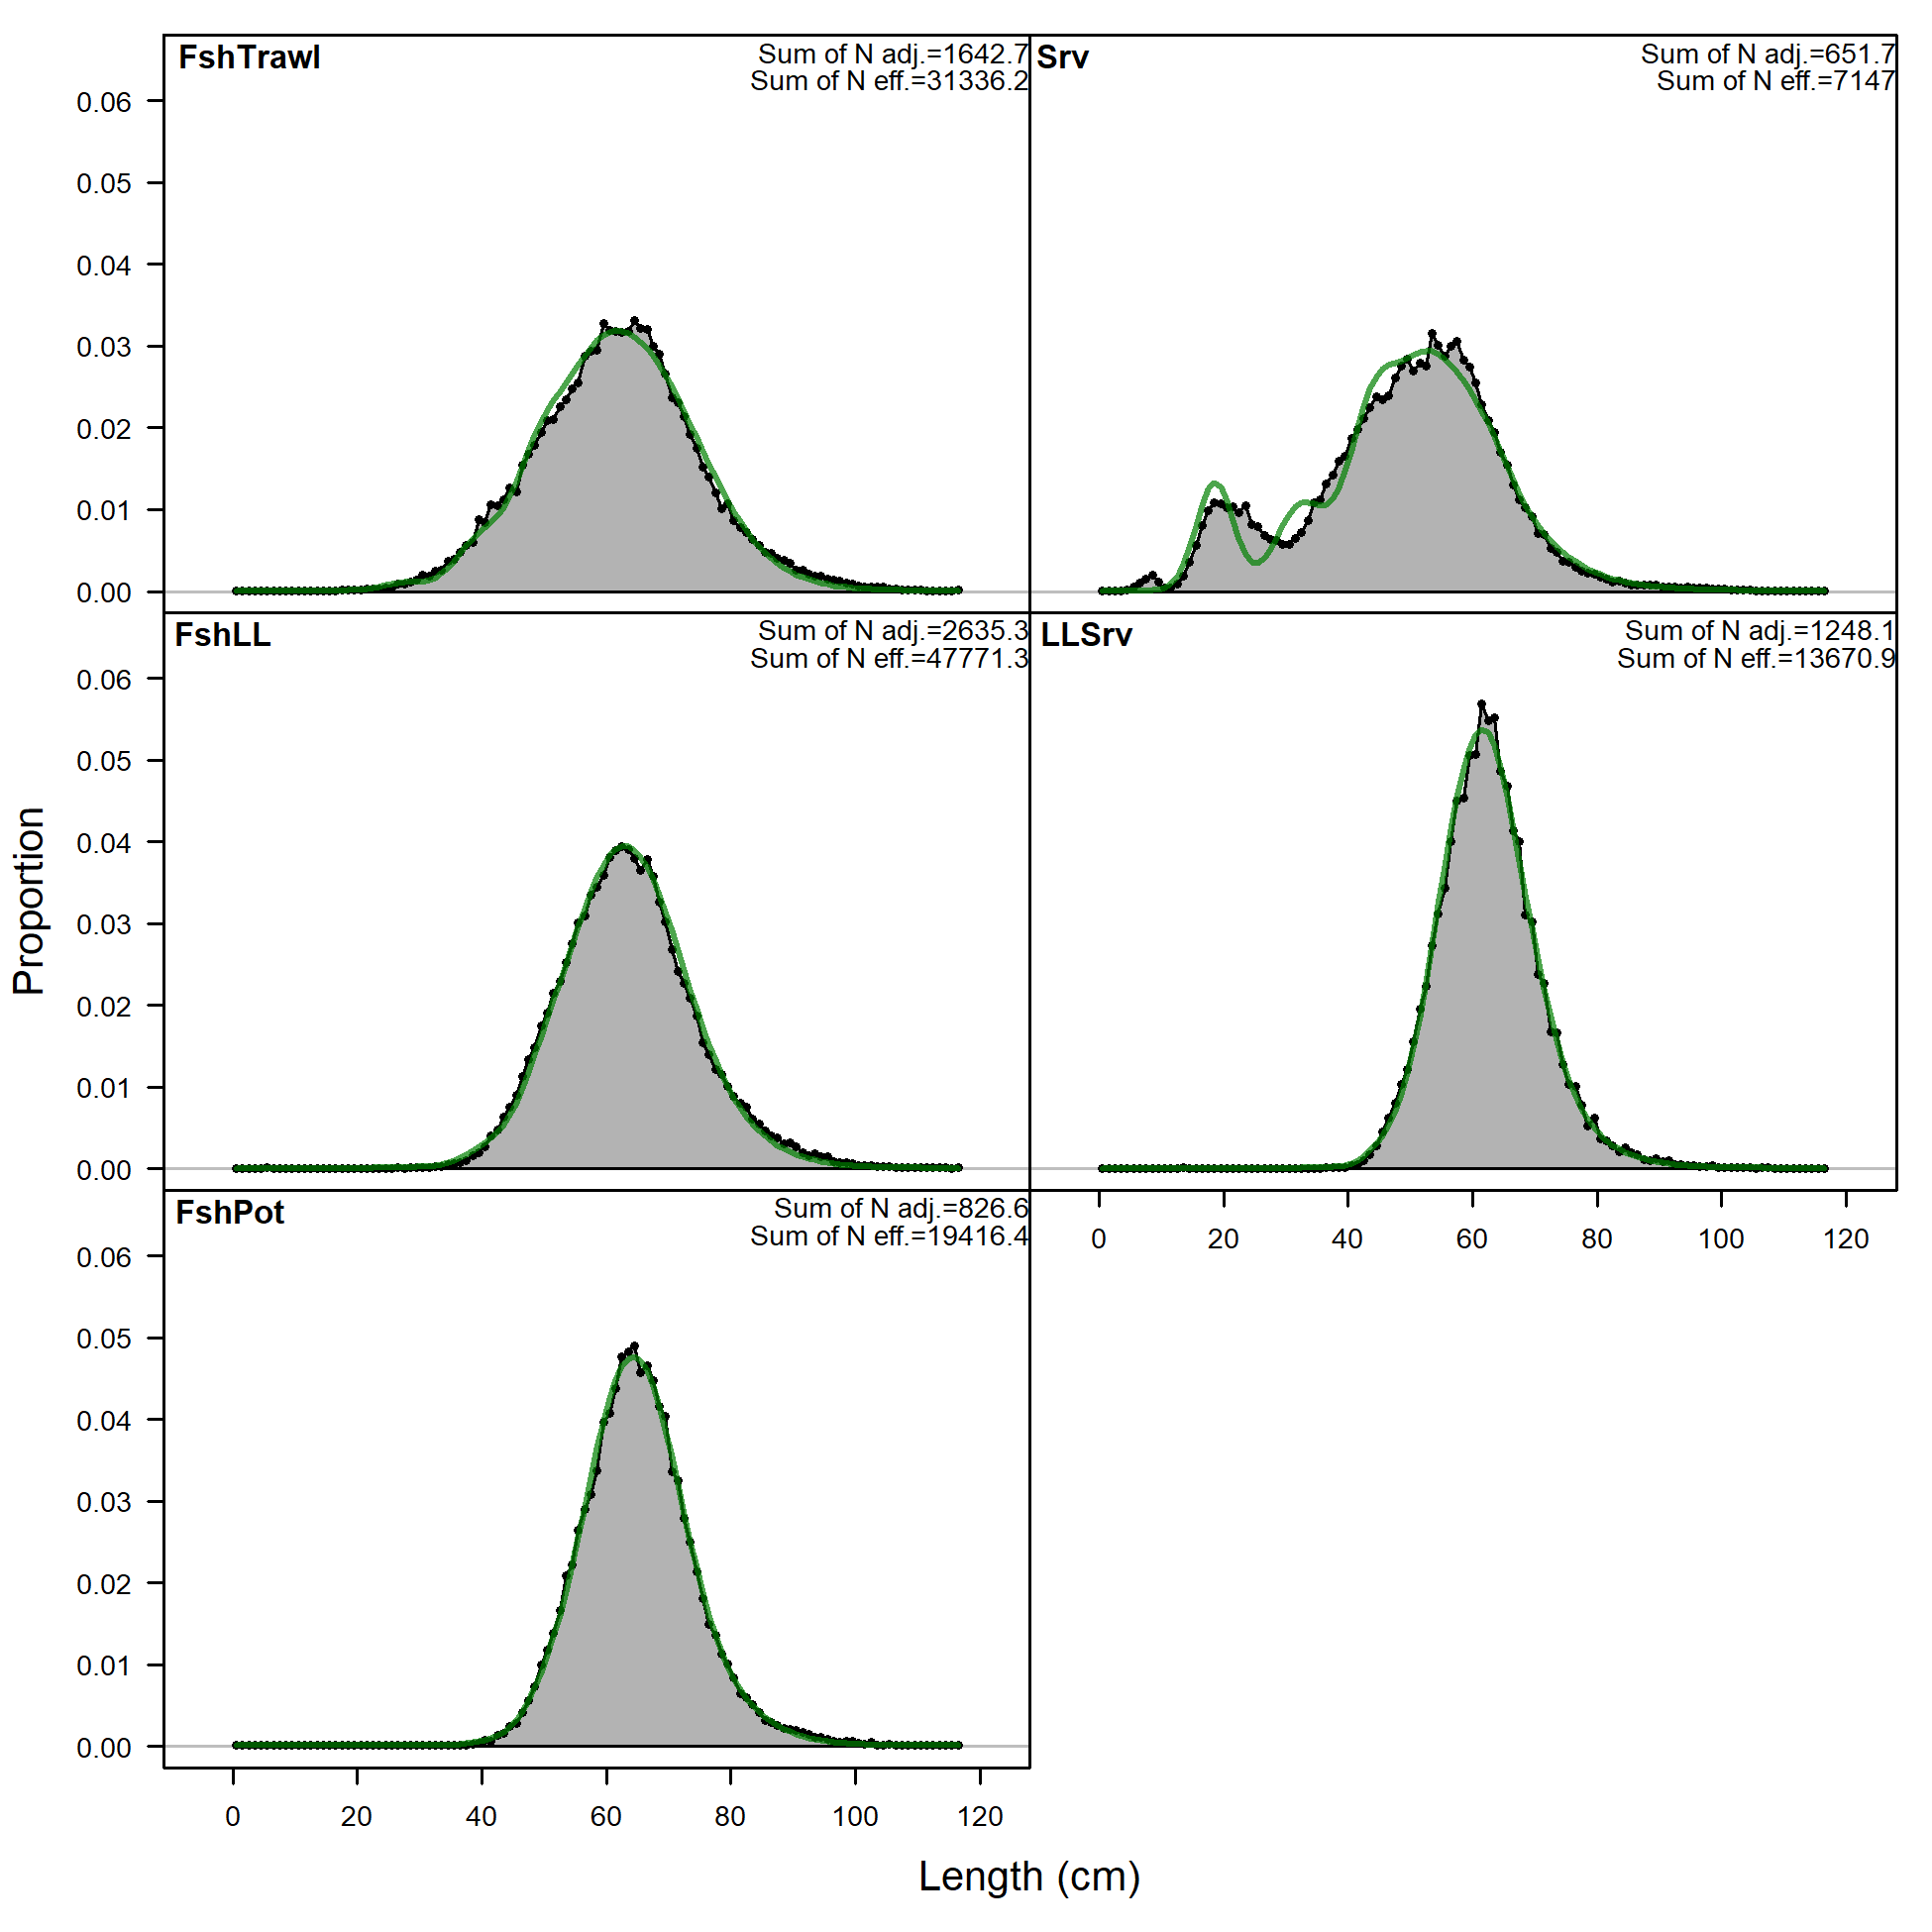 FshTrawl
Sum of N adj.=1642.7
Sum of N eff.=31336.2
0.06
0.05
0.04
0.03
0.02
0.01
0.00
Srv
Sum of N adj.=651.7
Sum of N eff.=7147
FshLL
Sum of N adj.=2635.3
Sum of N eff.=47771.3
0.06
0.05
0.04
0.03
0.02
0.01
0.00
LLSrv
Sum of N adj.=1248.1
Sum of N eff.=13670.9
0 20 40 60 80 100 120
FshPot
Sum of N adj.=826.6
Sum of N eff.=19416.4
0.06
0.05
0.04
0.03
0.02
0.01
0.00
0 20 40 60 80 100 120
Proportion
Length (cm)